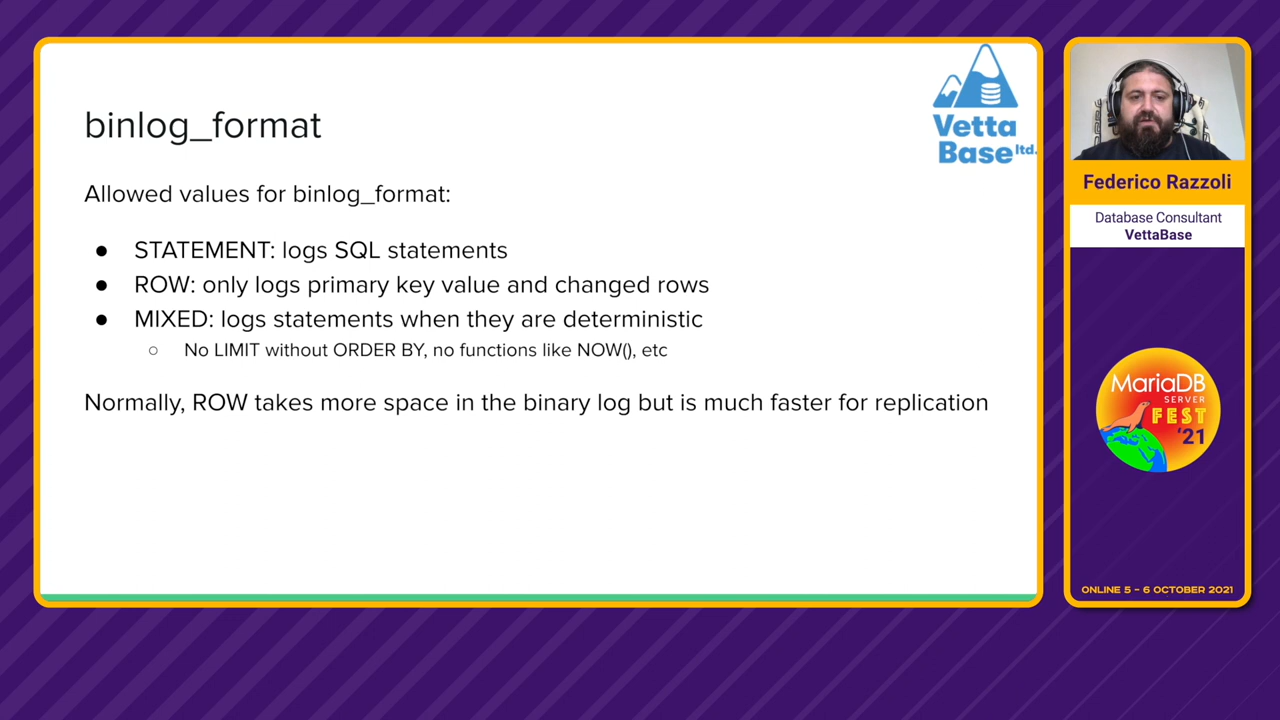 binlog_format
Allowed values for binlog_format:
● STATEMENT: logs SQL statements
● ROW: only logs primary key value and changed rows
● MIXED: logs statements when they are deterministic
○ No LIMIT without ORDER BY, no functions like NOW(), etc
Normally, ROW takes more space in the binary log but is much faster for replication
Vetta
Base ltd.
Federico Razzoli
Database Consultant
VettaBase
MariaDB
SERVER
FEST
'21
ONLINE 5 - 6 OCTOBER 2021